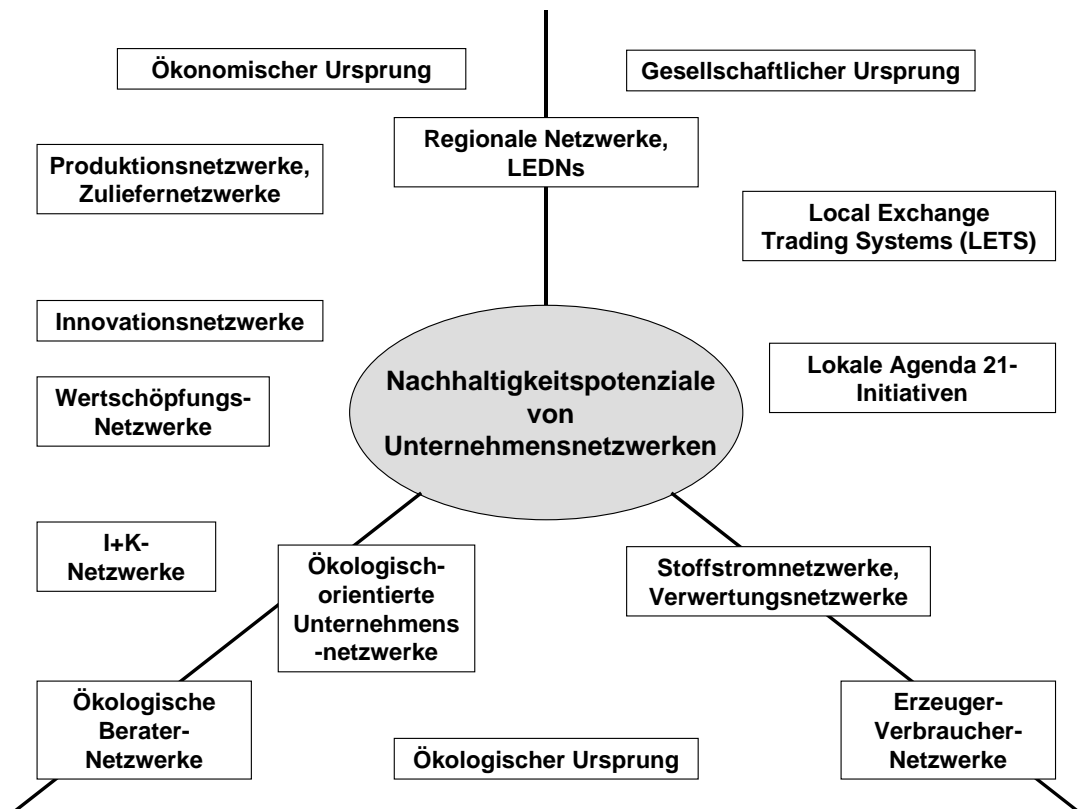 Ökonomischer Ursprung
Gesellschaftlicher Ursprung
Regionale Netzwerke,
LEDNs
Produktionsnetzwerke,
Zuliefernetzwerke
Local Exchange
Trading Systems (LETS)
Innovationsnetzwerke
Lokale Agenda 21-
Initiativen
Wertschöpfungs-
Netzwerke
Nachhaltigkeitspotenziale
von
Unternehmensnetzwerken
I+K-
Netzwerke
Ökologisch-
orientierte
Unternehmens
-netzwerke
Stoffstromnetzwerke,
Verwertungsnetzwerke
Ökologische
Berater-
Netzwerke
Ökologischer Ursprung
Erzeuger-
Verbraucher-
Netzwerke